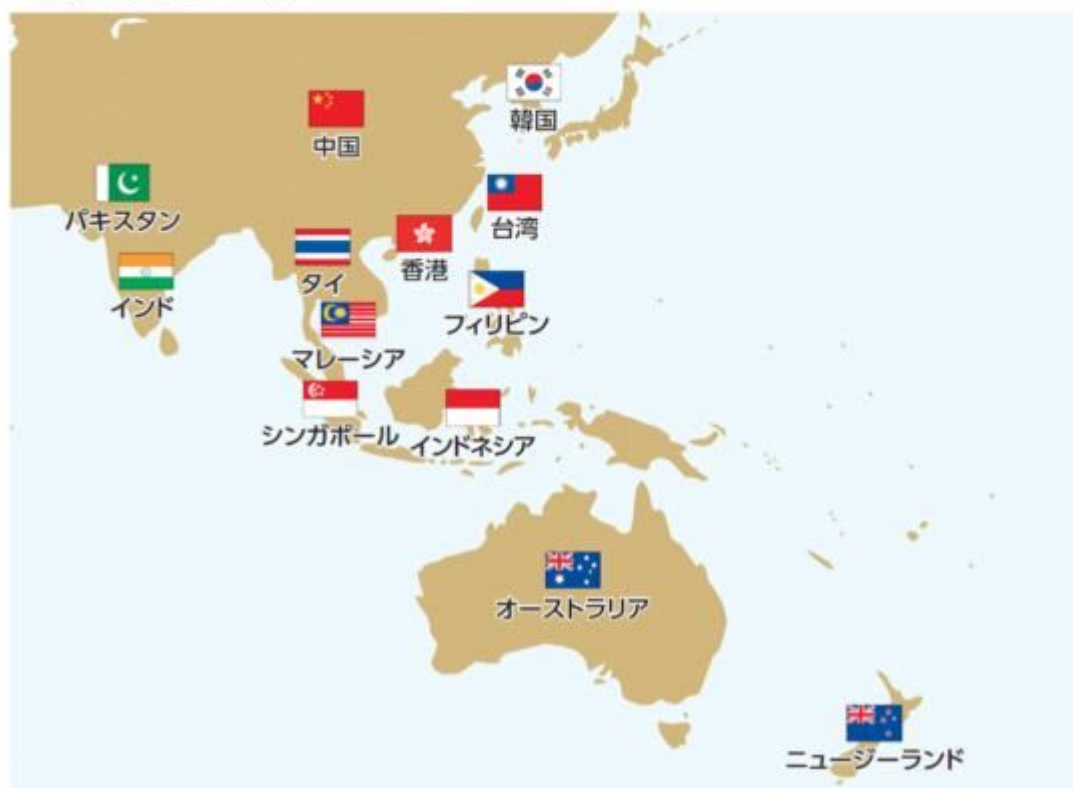 韓国
中国
パキスタン
台湾
香港
タイ
インド
フィリピン
マレーシア
シンガポール
インドネシア
オーストラリア
ニュージーランド